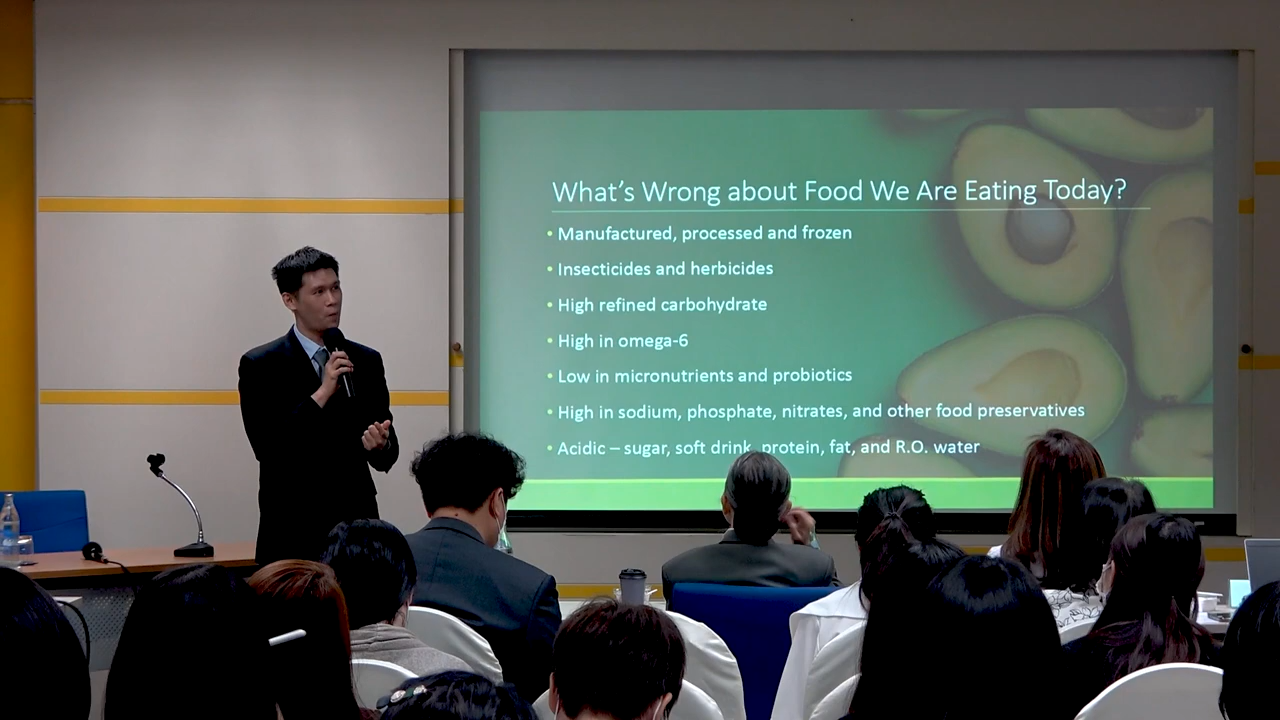 What's Wrong about Food We Are Eating Today?
• Manufactured, processed and frozen
• Insecticides and herbicides
• High refined carbohydrate
• High in omega-6
• Low in micronutrients and probiotics
• High in sodium, phosphate, nitrates, and other food preservatives
• Acidic – sugar, soft drink, protein, fat, and R.O. water